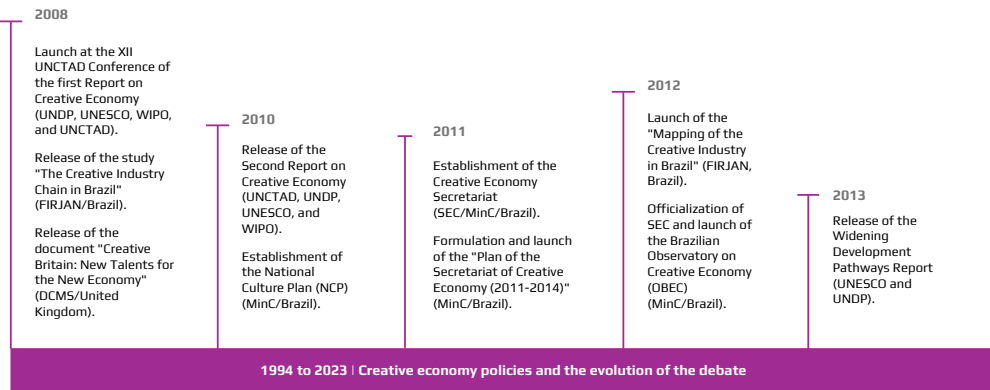 2008
Launch at the XII
UNCTAD Conference of
the first Report on
Creative Economy
(UNDP, UNESCO, WIPO,
and UNCTAD).
Release of the study
"The Creative Industry
Chain in Brazil"
(FIRJAN/Brazil).
Release of the
document "Creative
Britain: New Talents for
the New Economy"
(DCMS/United
Kingdom).
2010
Release of the
Second Report on
Creative Economy
(UNCTAD, UNDP,
UNESCO, and
WIPO).
Establishment of
the National
Culture Plan (NCP)
(MinC/Brazil).
2011
Establishment of the
Creative Economy
Secretariat
(SEC/MinC/Brazil).
Formulation and launch
of the "Plan of the
Secretariat of Creative
Economy (2011-2014)"
(MinC/Brazil).
2012
Launch of the
"Mapping of the
Creative Industry
in Brazil" (FIRJAN,
Brazil).
Officialization of
SEC and launch of
the Brazilian
Observatory on
Creative Economy
(OBEC)
(MinC/Brazil).
2013
Release of the
Widening
Development
Pathways Report
(UNESCO and
UNDP).
1994 to 2023 | Creative economy policies and the evolution of the debate